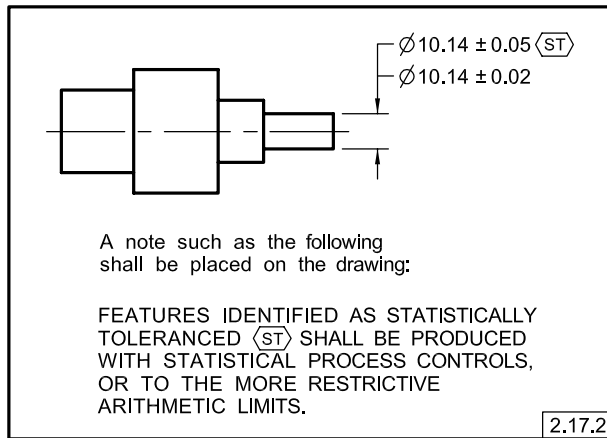 ⌀10.14 ±0.05 ST
⌀10.14 ±0.02
A note such as the following
shall be placed on the drawing:
FEATURES IDENTIFIED AS STATISTICALLY
TOLERANCED ST SHALL BE PRODUCED
WITH STATISTICAL PROCESS CONTROLS,
OR TO THE MORE RESTRICTIVE
ARITHMETIC LIMITS.
2.17.2